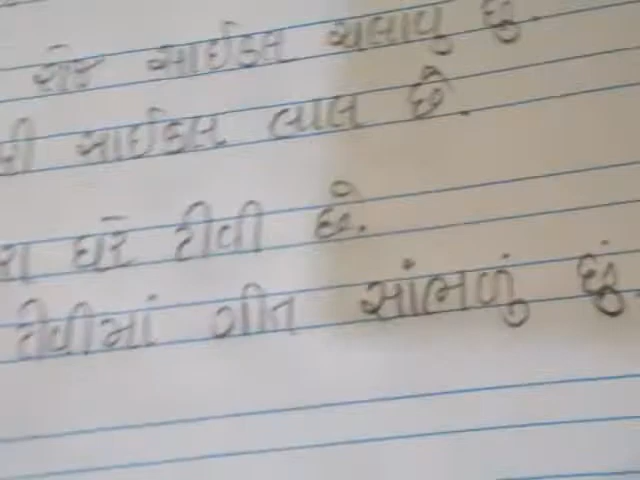 રોજ સાઈકલ ચલાવુ છું.
સાઈકલ લાલ છે.
ઘરે ટીવી છે.
ટીવીમાં ગીત સાંભળું છું.